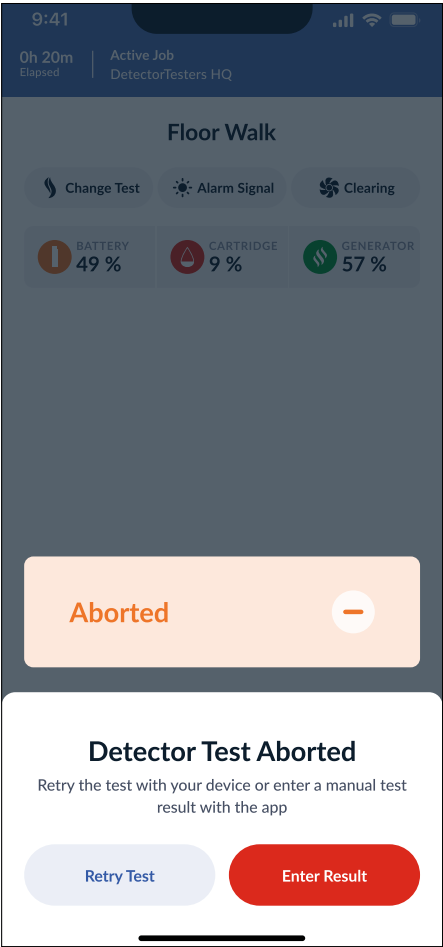 9:41
0h 20m
Elapsed
Active Job
DetectorTesters HQ
Floor Walk
Change Test
Alarm Signal
Clearing
BATTERY
49 %
CARTRIDGE
9 %
GENERATOR
57 %
Aborted
Detector Test Aborted
Retry the test with your device or enter a manual test
result with the app
Retry Test
Enter Result